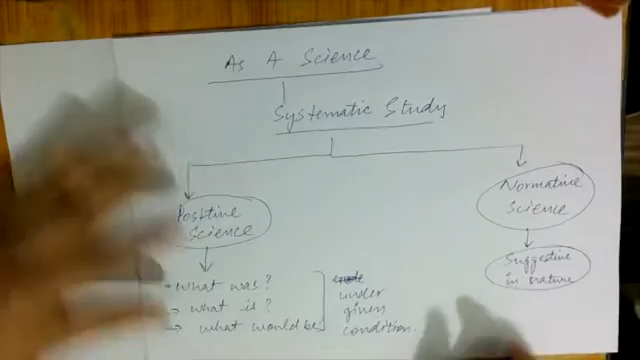 As A Science
Systematic Study
Positive
Science
Normative
Science
Suggestive
in nature
what was?
what is?
what would be
under
given
condition.